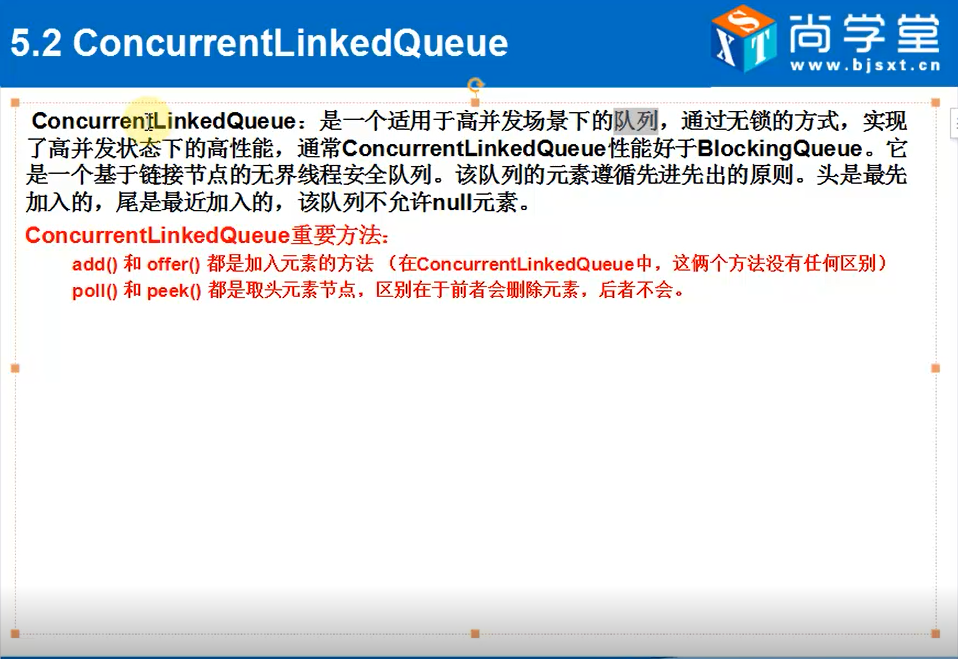 5.2 ConcurrentLinkedQueue
SXT
尚学堂
www.bjsxt.cn
ConcurrentLinkedQueue：是一个适用于高并发场景下的队列，通过无锁的方式，实现
了高并发状态下的高性能，通常ConcurrentLinkedQueue性能好于BlockingQueue。它
是一个基于链接节点的无界线程安全队列。该队列的元素遵循先进先出的原则。头是最先
加入的，尾是最近加入的，该队列不允许null元素。
ConcurrentLinkedQueue重要方法：
add() 和 offer() 都是加入元素的方法 （在ConcurrentLinkedQueue中，这俩个方法没有任何区别）
poll() 和 peek() 都是取头元素节点，区别在于前者会删除元素，后者不会。